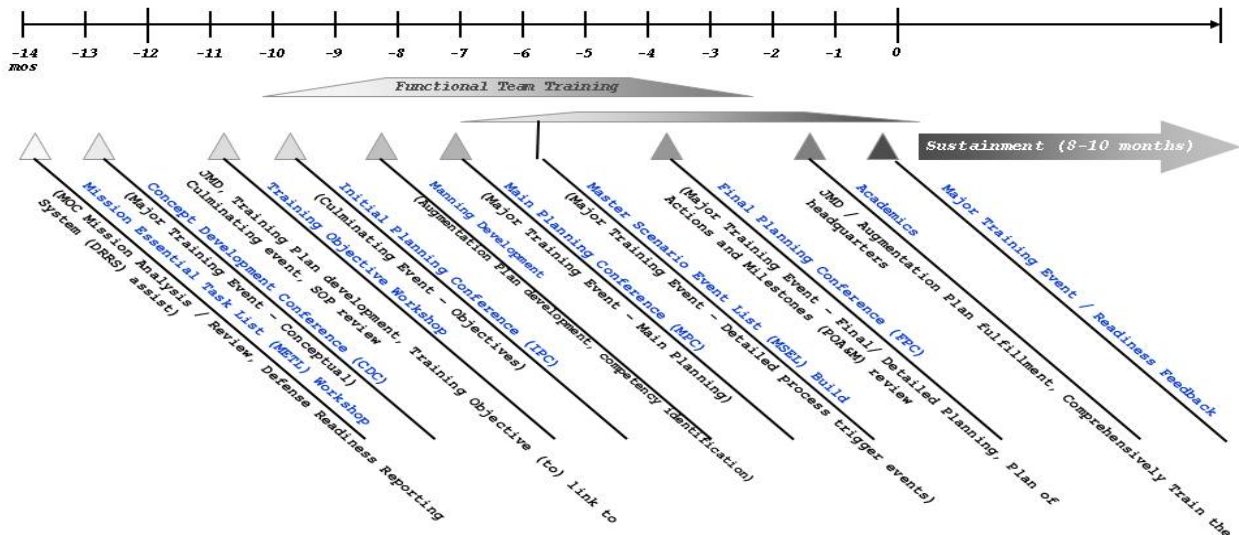 -14 -13 -12 -11 -10 -9 -8 -7 -6 -5 -4 -3 -2 -1 0
mos
Functional Team Training
Sustainment (8-10 months)
Mission Essential Task List (METL) Workshop
(MOC Mission Analysis / Review, Defense Readiness Reporting
System (DRRS) assist)
Concept Development Conference (CDC)
(Major Training Event - Conceptual)
Training Objective Workshop
JMD, Training Plan development, Training Objective (to) link to
Culminating event, SOP review
Initial Planning Conference (IPC)
(Culminating Event - Objectives)
Manning Development
(Augmentation Plan development, competency identification)
Main Planning Conference (MPC)
(Major Training Event - Main Planning)
Master Scenario Event List (MSEL) Build
(Major Training Event - Detailed process trigger events)
Final Planning Conference (FPC)
(Major Training Event - Final/ Detailed Planning, Plan of
Actions and Milestones (POA&M) review
Academics
JMD / Augmentation Plan fulfillment, Comprehensively Train the
headquarters
Major Training Event / Readiness Feedback